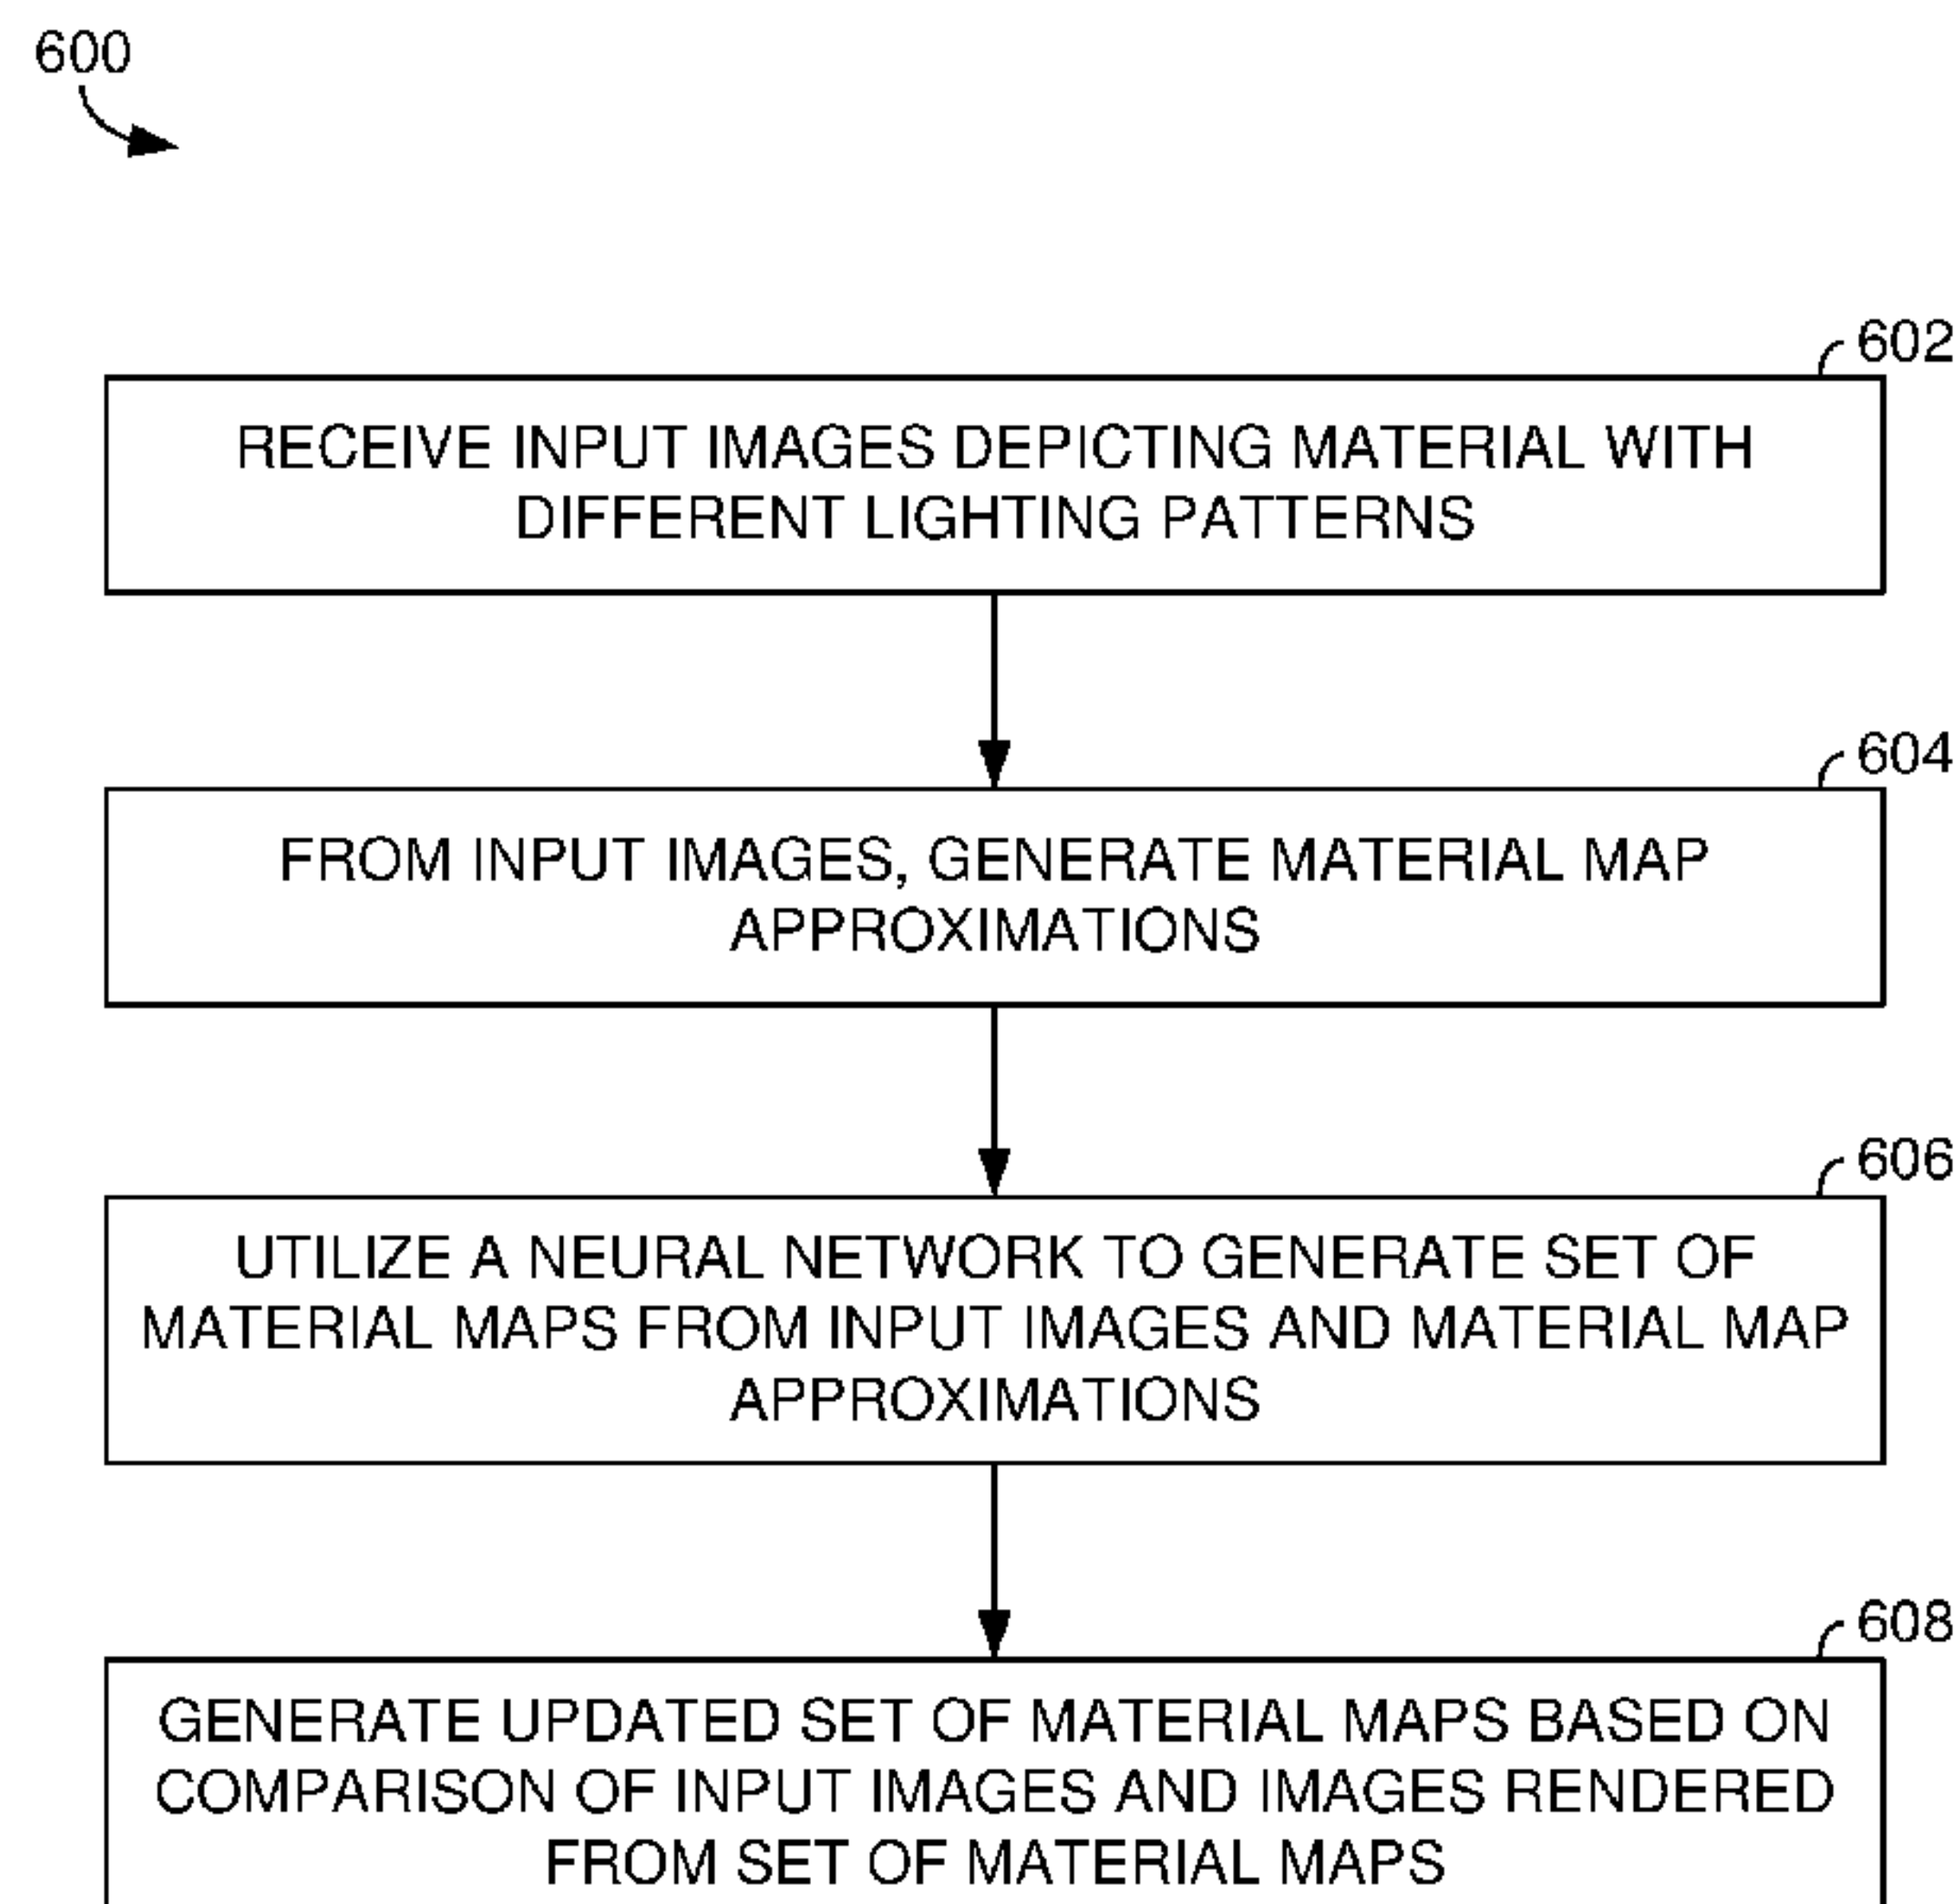 600
602
RECEIVE INPUT IMAGES DEPICTING MATERIAL WITH
DIFFERENT LIGHTING PATTERNS
604
FROM INPUT IMAGES, GENERATE MATERIAL MAP
APPROXIMATIONS
606
UTILIZE A NEURAL NETWORK TO GENERATE SET OF
MATERIAL MAPS FROM INPUT IMAGES AND MATERIAL MAP
APPROXIMATIONS
608
GENERATE UPDATED SET OF MATERIAL MAPS BASED ON
COMPARISON OF INPUT IMAGES AND IMAGES RENDERED
FROM SET OF MATERIAL MAPS